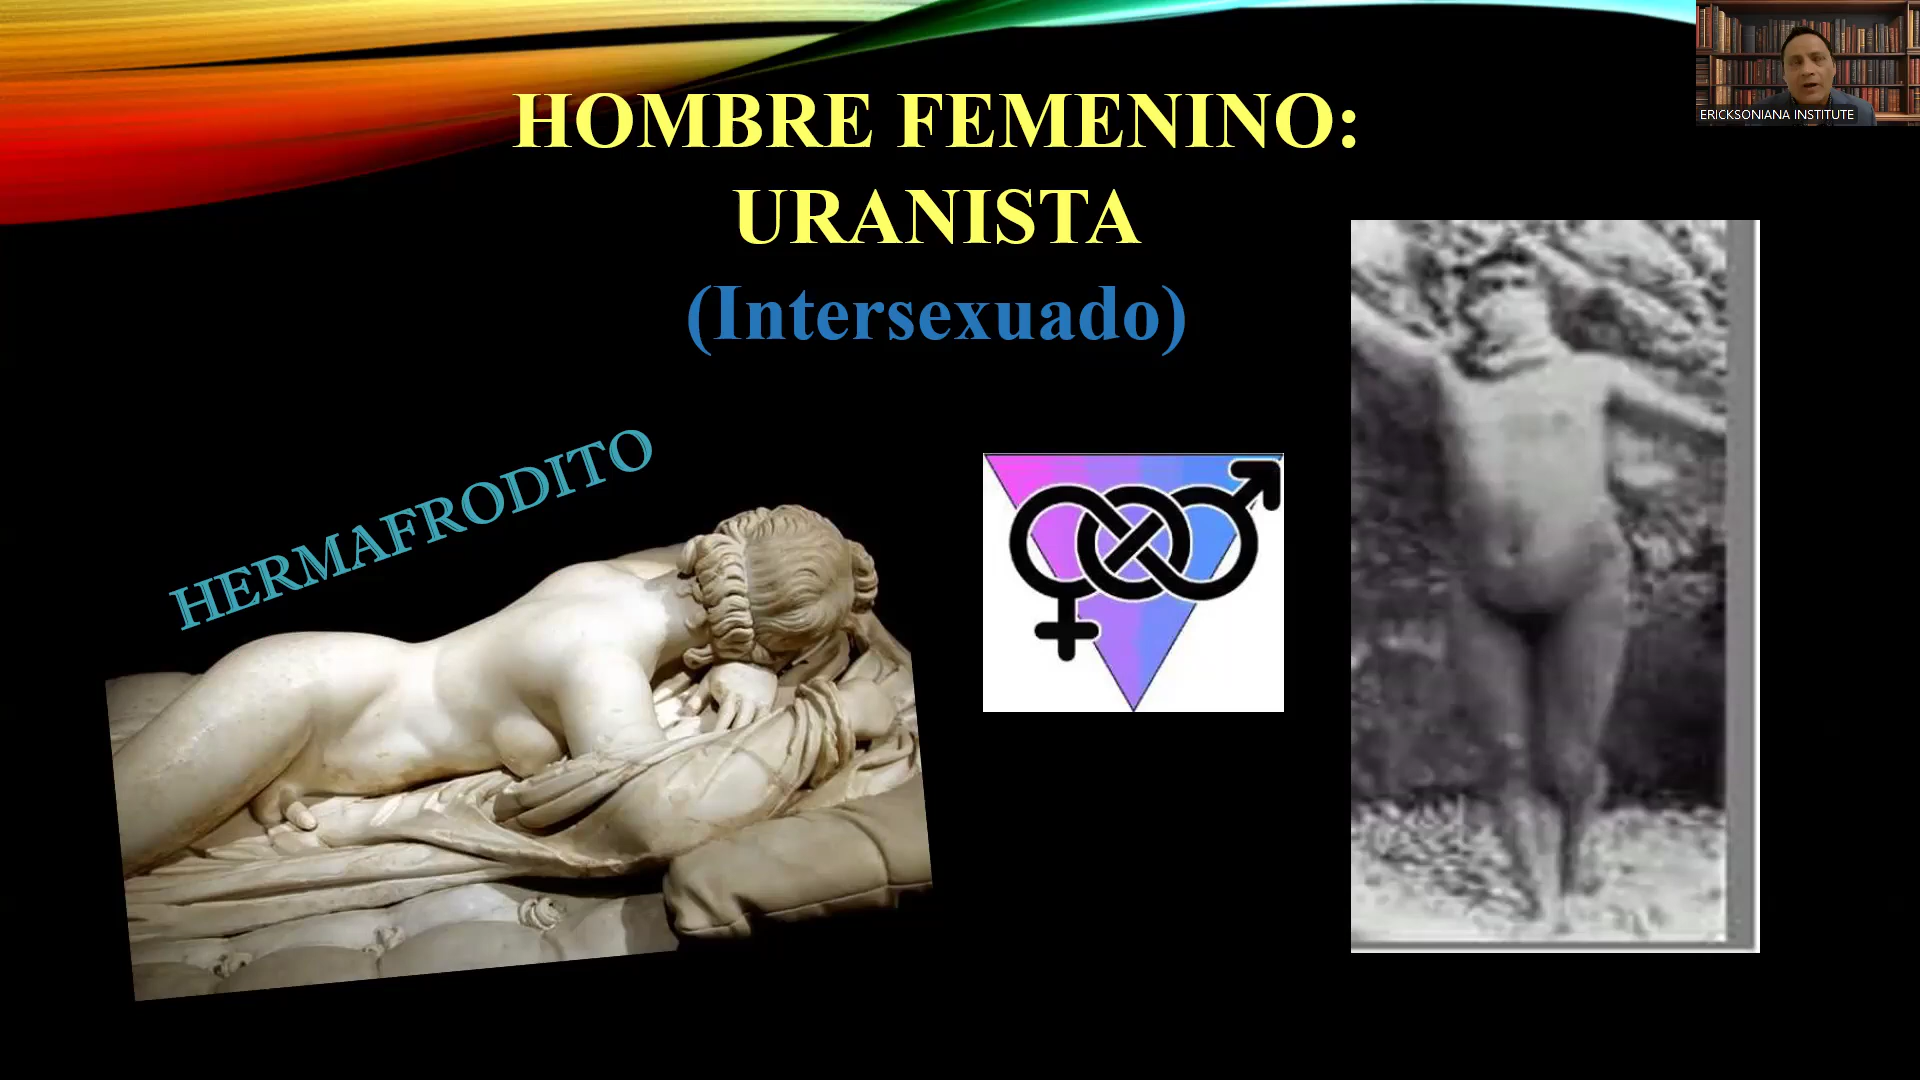 HOMBRE FEMENINO:
URANISTA
(Intersexuado)
HERMAFRODITO
ERICKSONIANA INSTITUTE